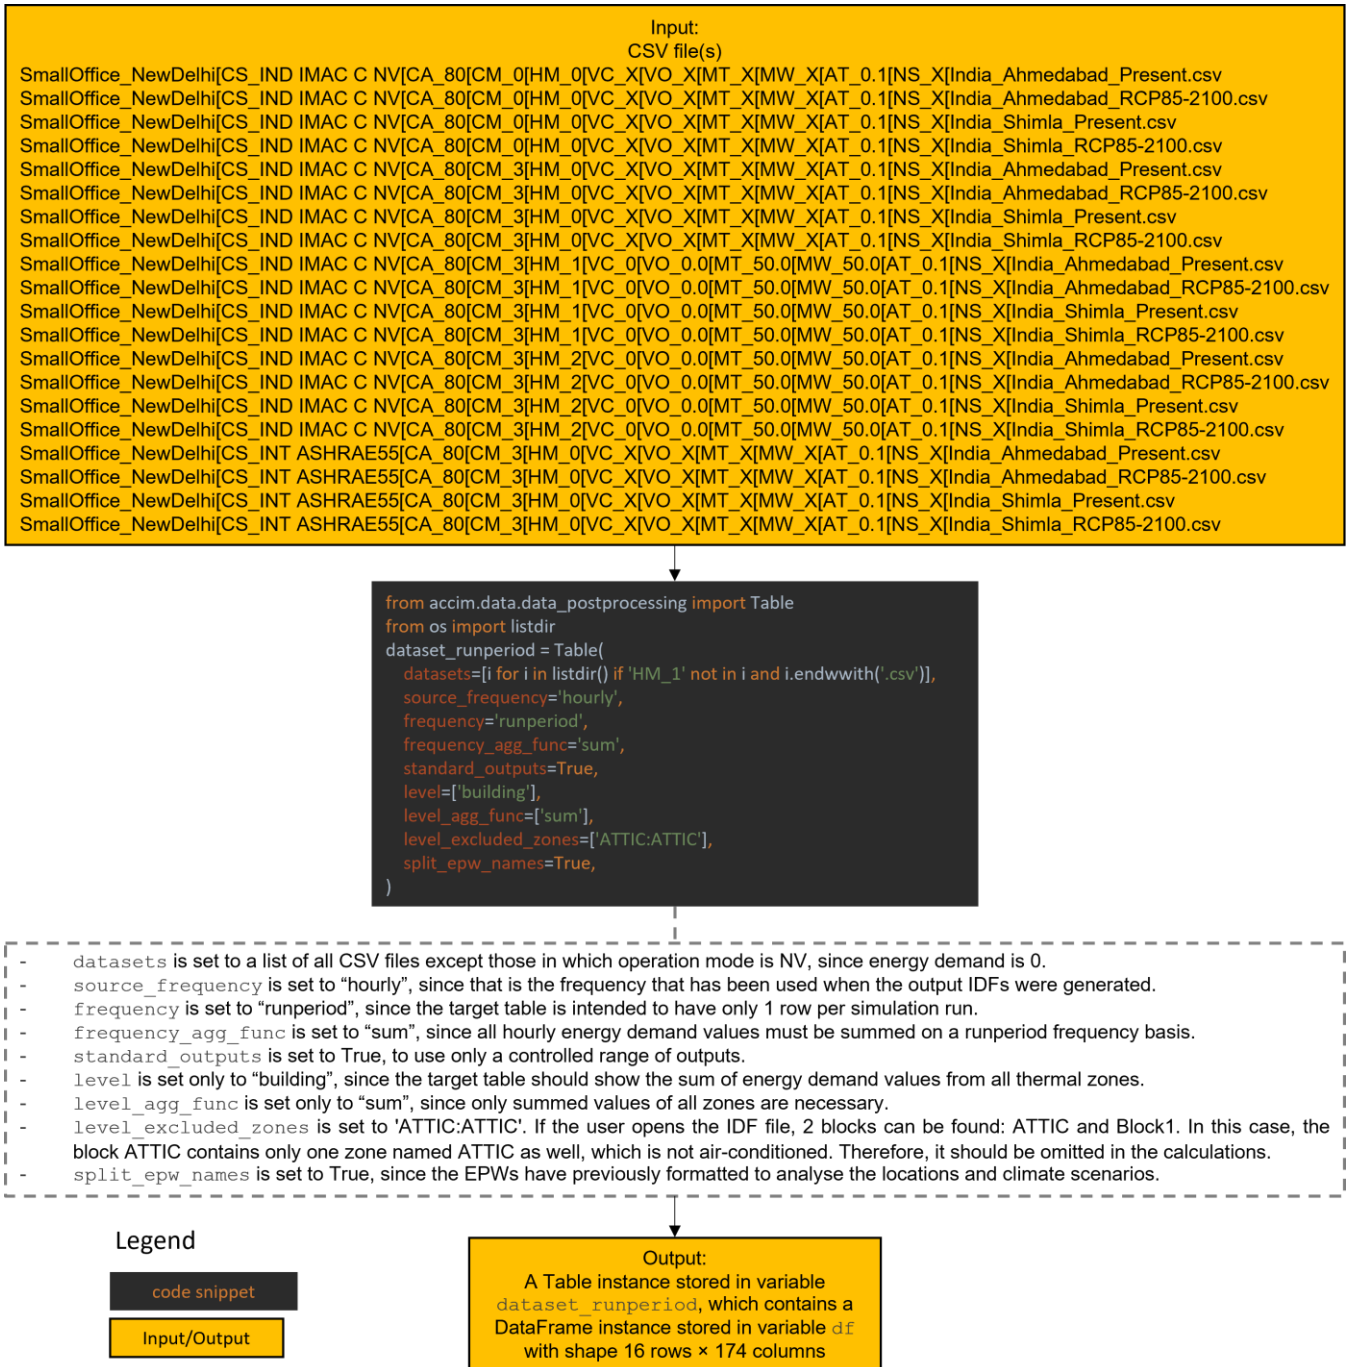 Input:
CSV file(s)
SmallOffice_NewDelhi[CS_IND IMAC C NV[CA_80[CM_0[HM_0[VC_X[VO_X[MT_X[MW_X[AT_0.1[NS_X[India_Ahmedabad_Present.csv
SmallOffice_NewDelhi[CS_IND IMAC C NV[CA_80[CM_0[HM_0[VC_X[VO_X[MT_X[MW_X[AT_0.1[NS_X[India_Ahmedabad_RCP85-2100.csv
SmallOffice_NewDelhi[CS_IND IMAC C NV[CA_80[CM_0[HM_0[VC_X[VO_X[MT_X[MW_X[AT_0.1[NS_X[India_Shimla_Present.csv
SmallOffice_NewDelhi[CS_IND IMAC C NV[CA_80[CM_0[HM_0[VC_X[VO_X[MT_X[MW_X[AT_0.1[NS_X[India_Shimla_RCP85-2100.csv
SmallOffice_NewDelhi[CS_IND IMAC C NV[CA_80[CM_3[HM_0[VC_X[VO_X[MT_X[MW_X[AT_0.1[NS_X[India_Ahmedabad_Present.csv
SmallOffice_NewDelhi[CS_IND IMAC C NV[CA_80[CM_3[HM_0[VC_X[VO_X[MT_X[MW_X[AT_0.1[NS_X[India_Ahmedabad_RCP85-2100.csv
SmallOffice_NewDelhi[CS_IND IMAC C NV[CA_80[CM_3[HM_0[VC_X[VO_X[MT_X[MW_X[AT_0.1[NS_X[India_Shimla_Present.csv
SmallOffice_NewDelhi[CS_IND IMAC C NV[CA_80[CM_3[HM_0[VC_X[VO_X[MT_X[MW_X[AT_0.1[NS_X[India_Shimla_RCP85-2100.csv
SmallOffice_NewDelhi[CS_IND IMAC C NV[CA_80[CM_3[HM_1[VC_0[VO_0.0[MT_50.0[MW_50.0[AT_0.1[NS_X[India_Ahmedabad_Present.csv
SmallOffice_NewDelhi[CS_IND IMAC C NV[CA_80[CM_3[HM_1[VC_0[VO_0.0[MT_50.0[MW_50.0[AT_0.1[NS_X[India_Ahmedabad_RCP85-2100.csv
SmallOffice_NewDelhi[CS_IND IMAC C NV[CA_80[CM_3[HM_1[VC_0[VO_0.0[MT_50.0[MW_50.0[AT_0.1[NS_X[India_Shimla_Present.csv
SmallOffice_NewDelhi[CS_IND IMAC C NV[CA_80[CM_3[HM_1[VC_0[VO_0.0[MT_50.0[MW_50.0[AT_0.1[NS_X[India_Shimla_RCP85-2100.csv
SmallOffice_NewDelhi[CS_IND IMAC C NV[CA_80[CM_3[HM_2[VC_0[VO_0.0[MT_50.0[MW_50.0[AT_0.1[NS_X[India_Ahmedabad_Present.csv
SmallOffice_NewDelhi[CS_IND IMAC C NV[CA_80[CM_3[HM_2[VC_0[VO_0.0[MT_50.0[MW_50.0[AT_0.1[NS_X[India_Ahmedabad_RCP85-2100.csv
SmallOffice_NewDelhi[CS_IND IMAC C NV[CA_80[CM_3[HM_2[VC_0[VO_0.0[MT_50.0[MW_50.0[AT_0.1[NS_X[India_Shimla_Present.csv
SmallOffice_NewDelhi[CS_IND IMAC C NV[CA_80[CM_3[HM_2[VC_0[VO_0.0[MT_50.0[MW_50.0[AT_0.1[NS_X[India_Shimla_RCP85-2100.csv
SmallOffice_NewDelhi[CS_INT ASHRAE55[CA_80[CM_3[HM_0[VC_X[VO_X[MT_X[MW_X[AT_0.1[NS_X[India_Ahmedabad_Present.csv
SmallOffice_NewDelhi[CS_INT ASHRAE55[CA_80[CM_3[HM_0[VC_X[VO_X[MT_X[MW_X[AT_0.1[NS_X[India_Ahmedabad_RCP85-2100.csv
SmallOffice_NewDelhi[CS_INT ASHRAE55[CA_80[CM_3[HM_0[VC_X[VO_X[MT_X[MW_X[AT_0.1[NS_X[India_Shimla_Present.csv
SmallOffice_NewDelhi[CS_INT ASHRAE55[CA_80[CM_3[HM_0[VC_X[VO_X[MT_X[MW_X[AT_0.1[NS_X[India_Shimla_RCP85-2100.csv
from accim.data.data_postprocessing import Table
from os import listdir
dataset_runperiod = Table(
datasets=[i for i in listdir() if 'HM_1' not in i and i.endwwith('.csv')],
source_frequency='hourly',
frequency='runperiod',
frequency_agg_func='sum',
standard_outputs=True,
level=['building'],
level_agg_func=['sum'],
level_excluded_zones=['ATTIC:ATTIC'],
split_epw_names=True,
)
- datasets is set to a list of all CSV files except those in which operation mode is NV, since energy demand is 0.
- source_frequency is set to “hourly”, since that is the frequency that has been used when the output IDFs were generated.
- frequency is set to “runperiod”, since the target table is intended to have only 1 row per simulation run.
- frequency_agg_func is set to “sum”, since all hourly energy demand values must be summed on a runperiod frequency basis.
- standard_outputs is set to True, to use only a controlled range of outputs.
- level is set only to “building”, since the target table should show the sum of energy demand values from all thermal zones.
- level_agg_func is set only to “sum”, since only summed values of all zones are necessary.
- level_excluded_zones is set to 'ATTIC:ATTIC'. If the user opens the IDF file, 2 blocks can be found: ATTIC and Block1. In this case, the
block ATTIC contains only one zone named ATTIC as well, which is not air-conditioned. Therefore, it should be omitted in the calculations.
- split_epw_names is set to True, since the EPWs have previously formatted to analyse the locations and climate scenarios.
Legend
code snippet
Input/Output
Output:
A Table instance stored in variable
dataset_runperiod, which contains a
DataFrame instance stored in variable df
with shape 16 rows × 174 columns